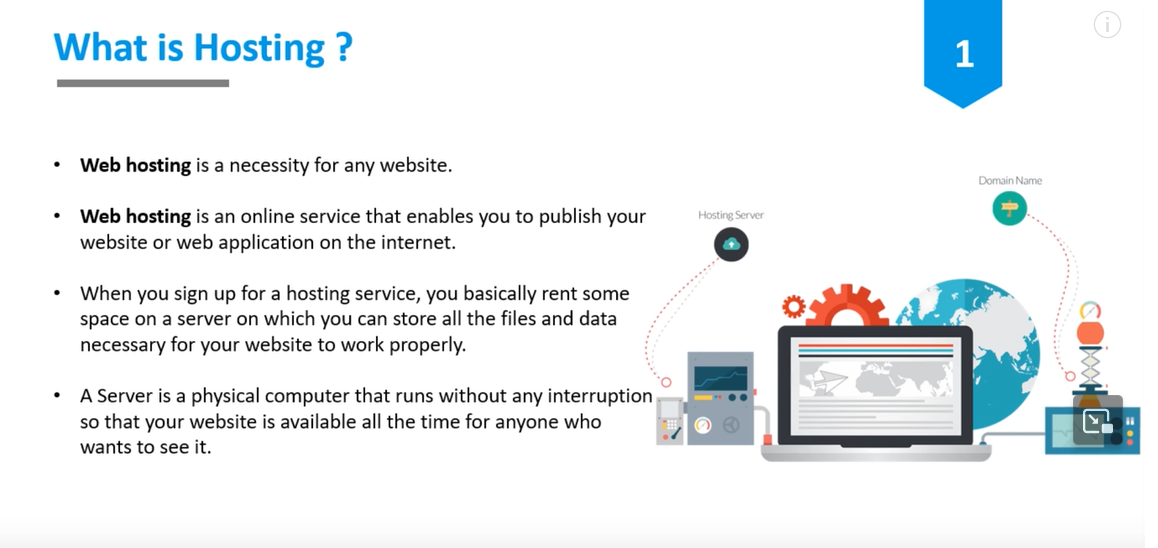 What is Hosting ?
1
• Web hosting is a necessity for any website.
• Web hosting is an online service that enables you to publish your
website or web application on the internet.
• When you sign up for a hosting service, you basically rent some
space on a server on which you can store all the files and data
necessary for your website to work properly.
• A Server is a physical computer that runs without any interruption
so that your website is available all the time for anyone who
wants to see it.
Domain Name
Hosting Server